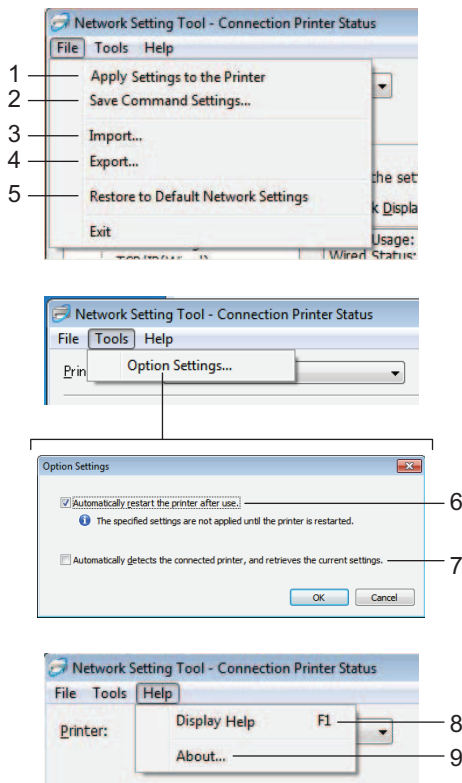 Network Setting Tool - Connection Printer Status
File Tools Help
1 Apply Settings to the Printer
2 Save Command Settings...
3 Import...
4 Export...
the set
5 Restore to Default Network Settings
k Displa
Exit
Usage:
TCP/IP(Wired)
Wired Status:
Network Setting Tool - Connection Printer Status
File Tools Help
Prin Option Settings...
Option Settings
Automatically restart the printer after use. 6
The specified settings are not applied until the printer is restarted.
Automatically detects the connected printer, and retrieves the current settings. 7
OK Cancel
Network Setting Tool - Connection Printer Status
File Tools Help
Printer: Display Help F1 8
About... 9